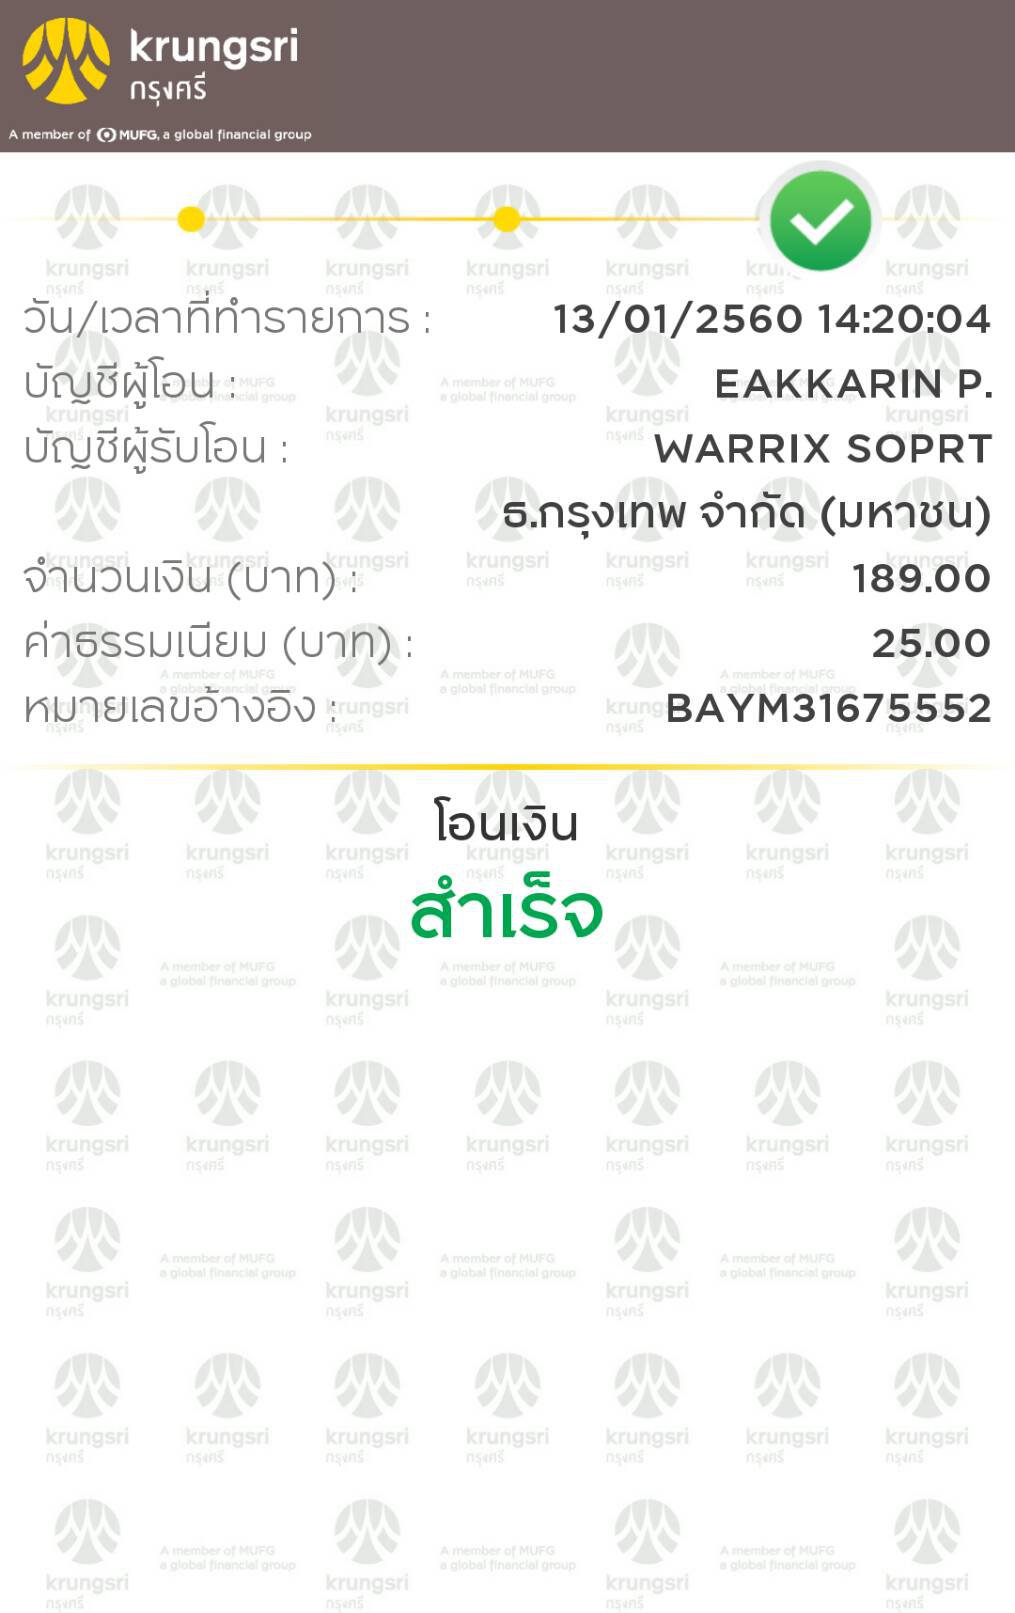 krungsri
กรุงศรี
A member of MUFG, a global financial group
วัน/เวลาที่ทำรายการ : 13/01/2560 14:20:04
บัญชีผู้โอน : EAKKARIN P.
บัญชีผู้รับโอน : WARRIX SOPRT
ธ.กรุงเทพ จำกัด (มหาชน)
จำนวนเงิน (บาท) : 189.00
ค่าธรรมเนียม (บาท) : 25.00
หมายเลขอ้างอิง : BAYM31675552
โอนเงิน
สำเร็จ